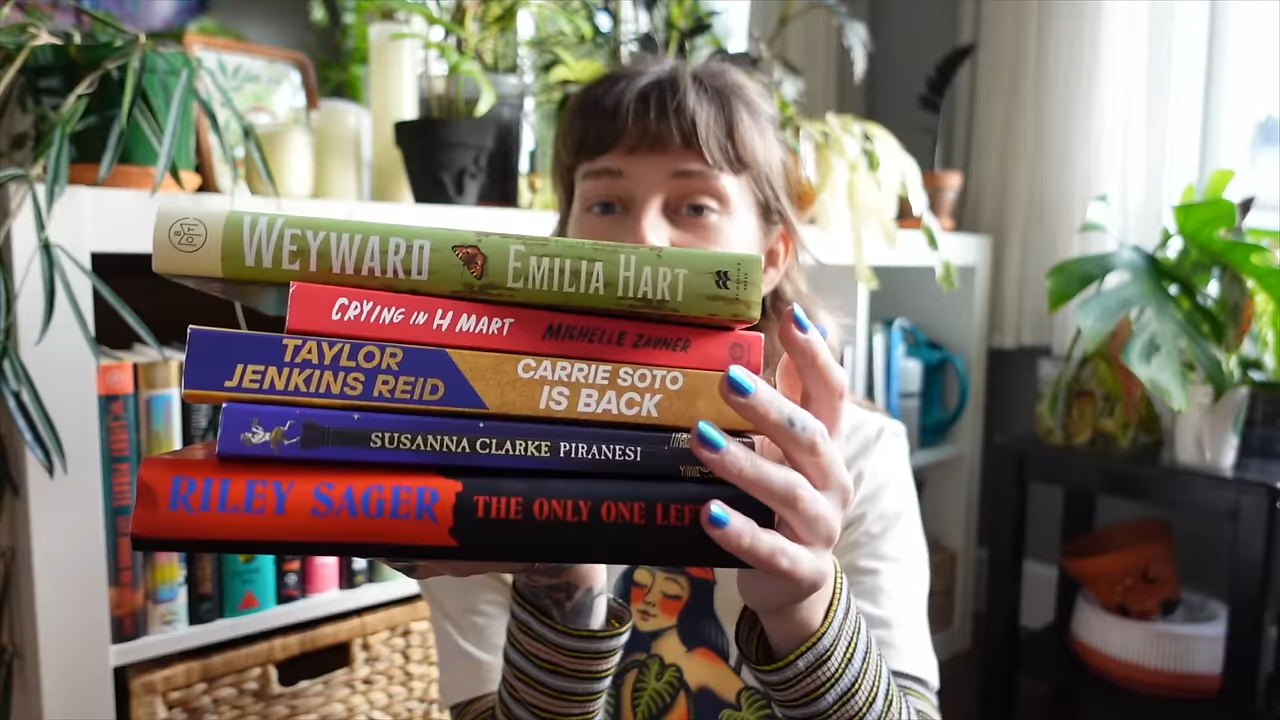 WEYWARD EMILIA HART
CRYING IN H MART MICHELLE ZAUNER
TAYLOR
JENKINS REID
CARRIE SOTO
IS BACK
SUSANNA CLARKE PIRANESI
RILEY SAGER THE ONLY ONE LEFT